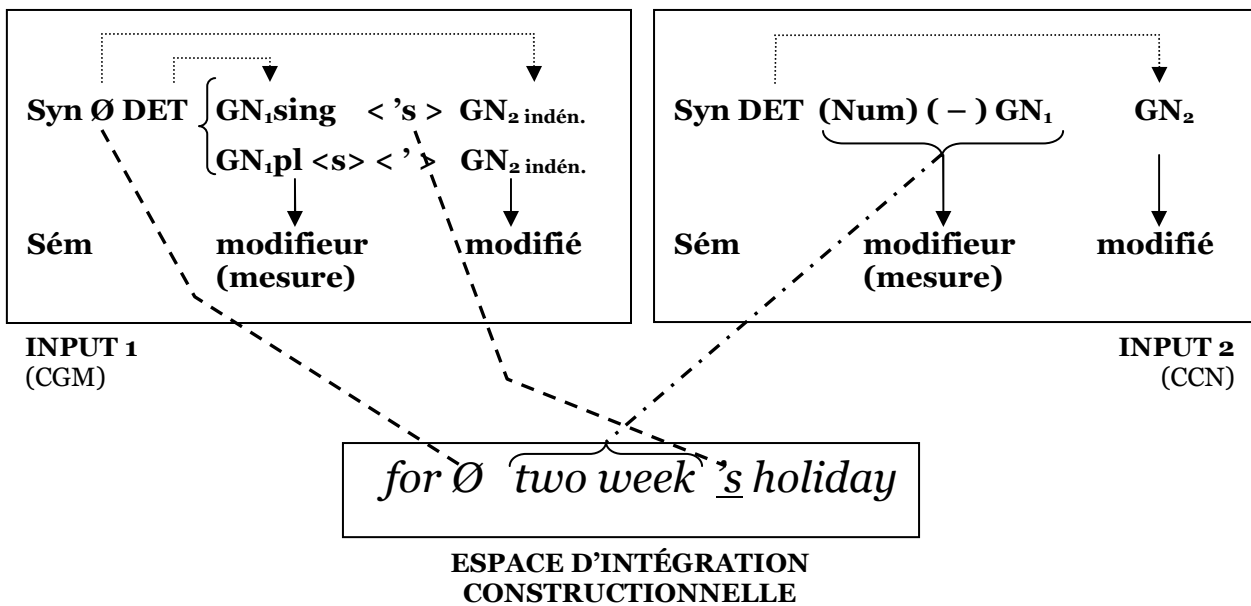 Syn Ø DET GN₁sing < ’s > GN₂ indén.
GN₁pl <s> < ’ > GN₂ indén.
Sém modifieur modifié
(mesure)
INPUT 1
(CGM)
Syn DET (Num) ( – ) GN₁ GN₂
Sém modifieur modifié
(mesure)
INPUT 2
(CCN)
for Ø two week ’s holiday
ESPACE D’INTÉGRATION
CONSTRUCTIONNELLE